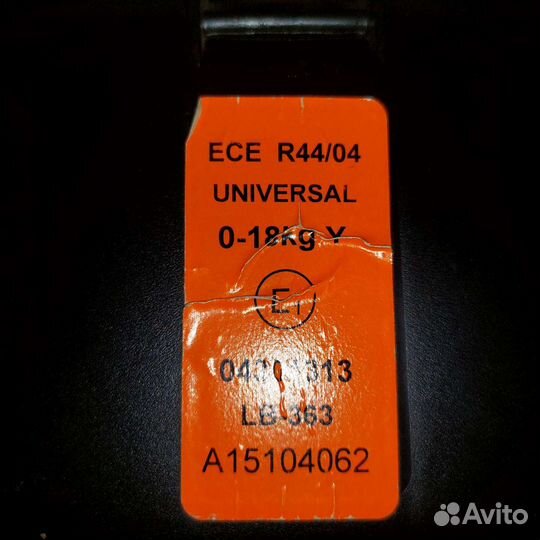 ECE R44/04
UNIVERSAL
0-18kg Y
E1
LB-363
A15104062
Avito